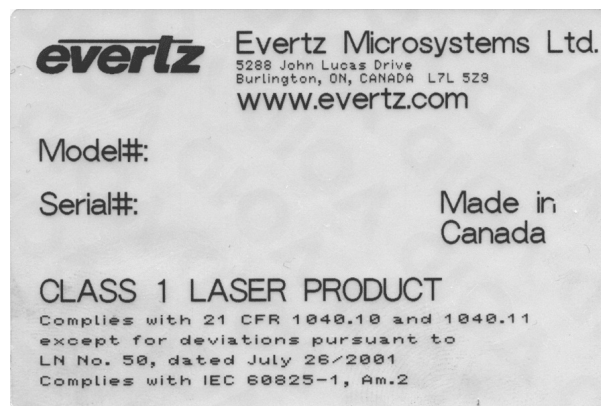 evertz
Evertz Microsystems Ltd.
5288 John Lucas Drive
Burlington, ON, CANADA L7L 5Z9
www.evertz.com
Model#:
Serial#:
Made in
Canada
CLASS 1 LASER PRODUCT
Complies with 21 CFR 1040.10 and 1040.11
except for deviations pursuant to
LN No. 50, dated July 26/2001
Complies with IEC 60825-1, Am.2